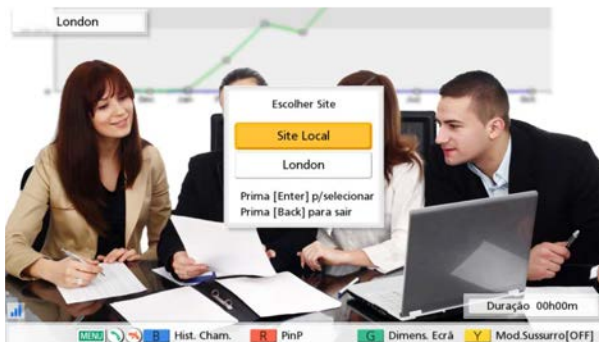 London
Escolher Site
Site Local
London
Prima [Enter] p/selecionar
Prima [Back] para sair
Duração 00h00m
MENU B Hist. Cham. R PinP G Dimens. Ecrã Y Mod.Sussurro[OFF]